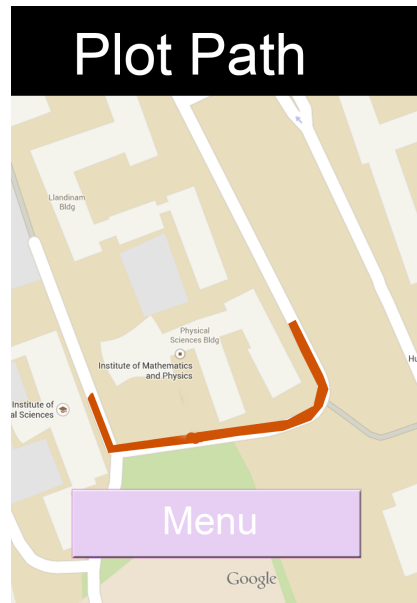 Plot Path
Llandinam
Bldg
Physical
Sciences Bldg
Institute of Mathematics
and Physics
Hu
Institute of
al Sciences
Menu
Google